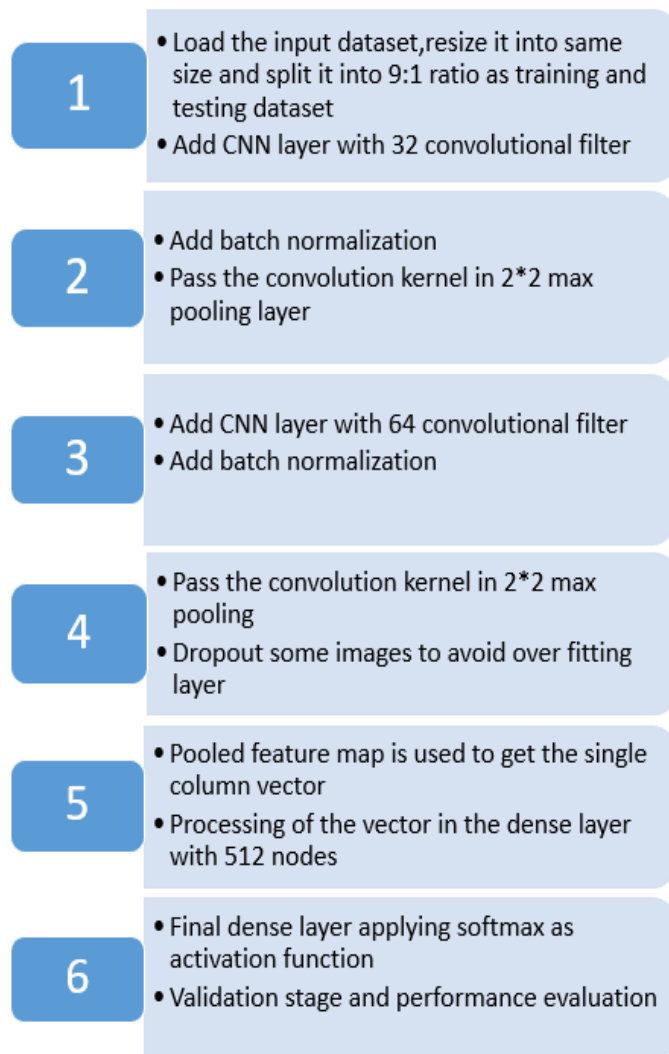 1
• Load the input dataset,resize it into same
size and split it into 9:1 ratio as training and
testing dataset
• Add CNN layer with 32 convolutional filter
2
• Add batch normalization
• Pass the convolution kernel in 2*2 max
pooling layer
3
• Add CNN layer with 64 convolutional filter
• Add batch normalization
4
• Pass the convolution kernel in 2*2 max
pooling
• Dropout some images to avoid over fitting
layer
5
• Pooled feature map is used to get the single
column vector
• Processing of the vector in the dense layer
with 512 nodes
6
• Final dense layer applying softmax as
activation function
• Validation stage and performance evaluation